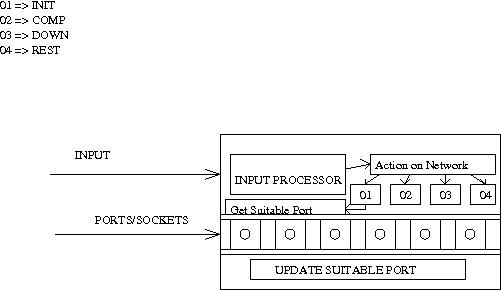 01 => INIT
02 => COMP
03 => DOWN
04 => REST
INPUT
INPUT PROCESSOR
Action on Network
01 02 03 04
Get Suitable Port
PORTS/SOCKETS
UPDATE SUITABLE PORT